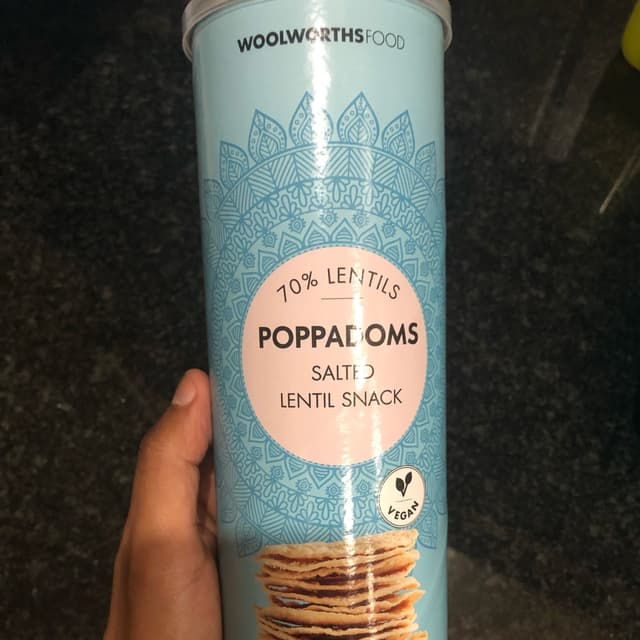 WOOLWORTHSFOOD
70% LENTILS
POPPADOMS
SALTED
LENTIL SNACK
VEGAN